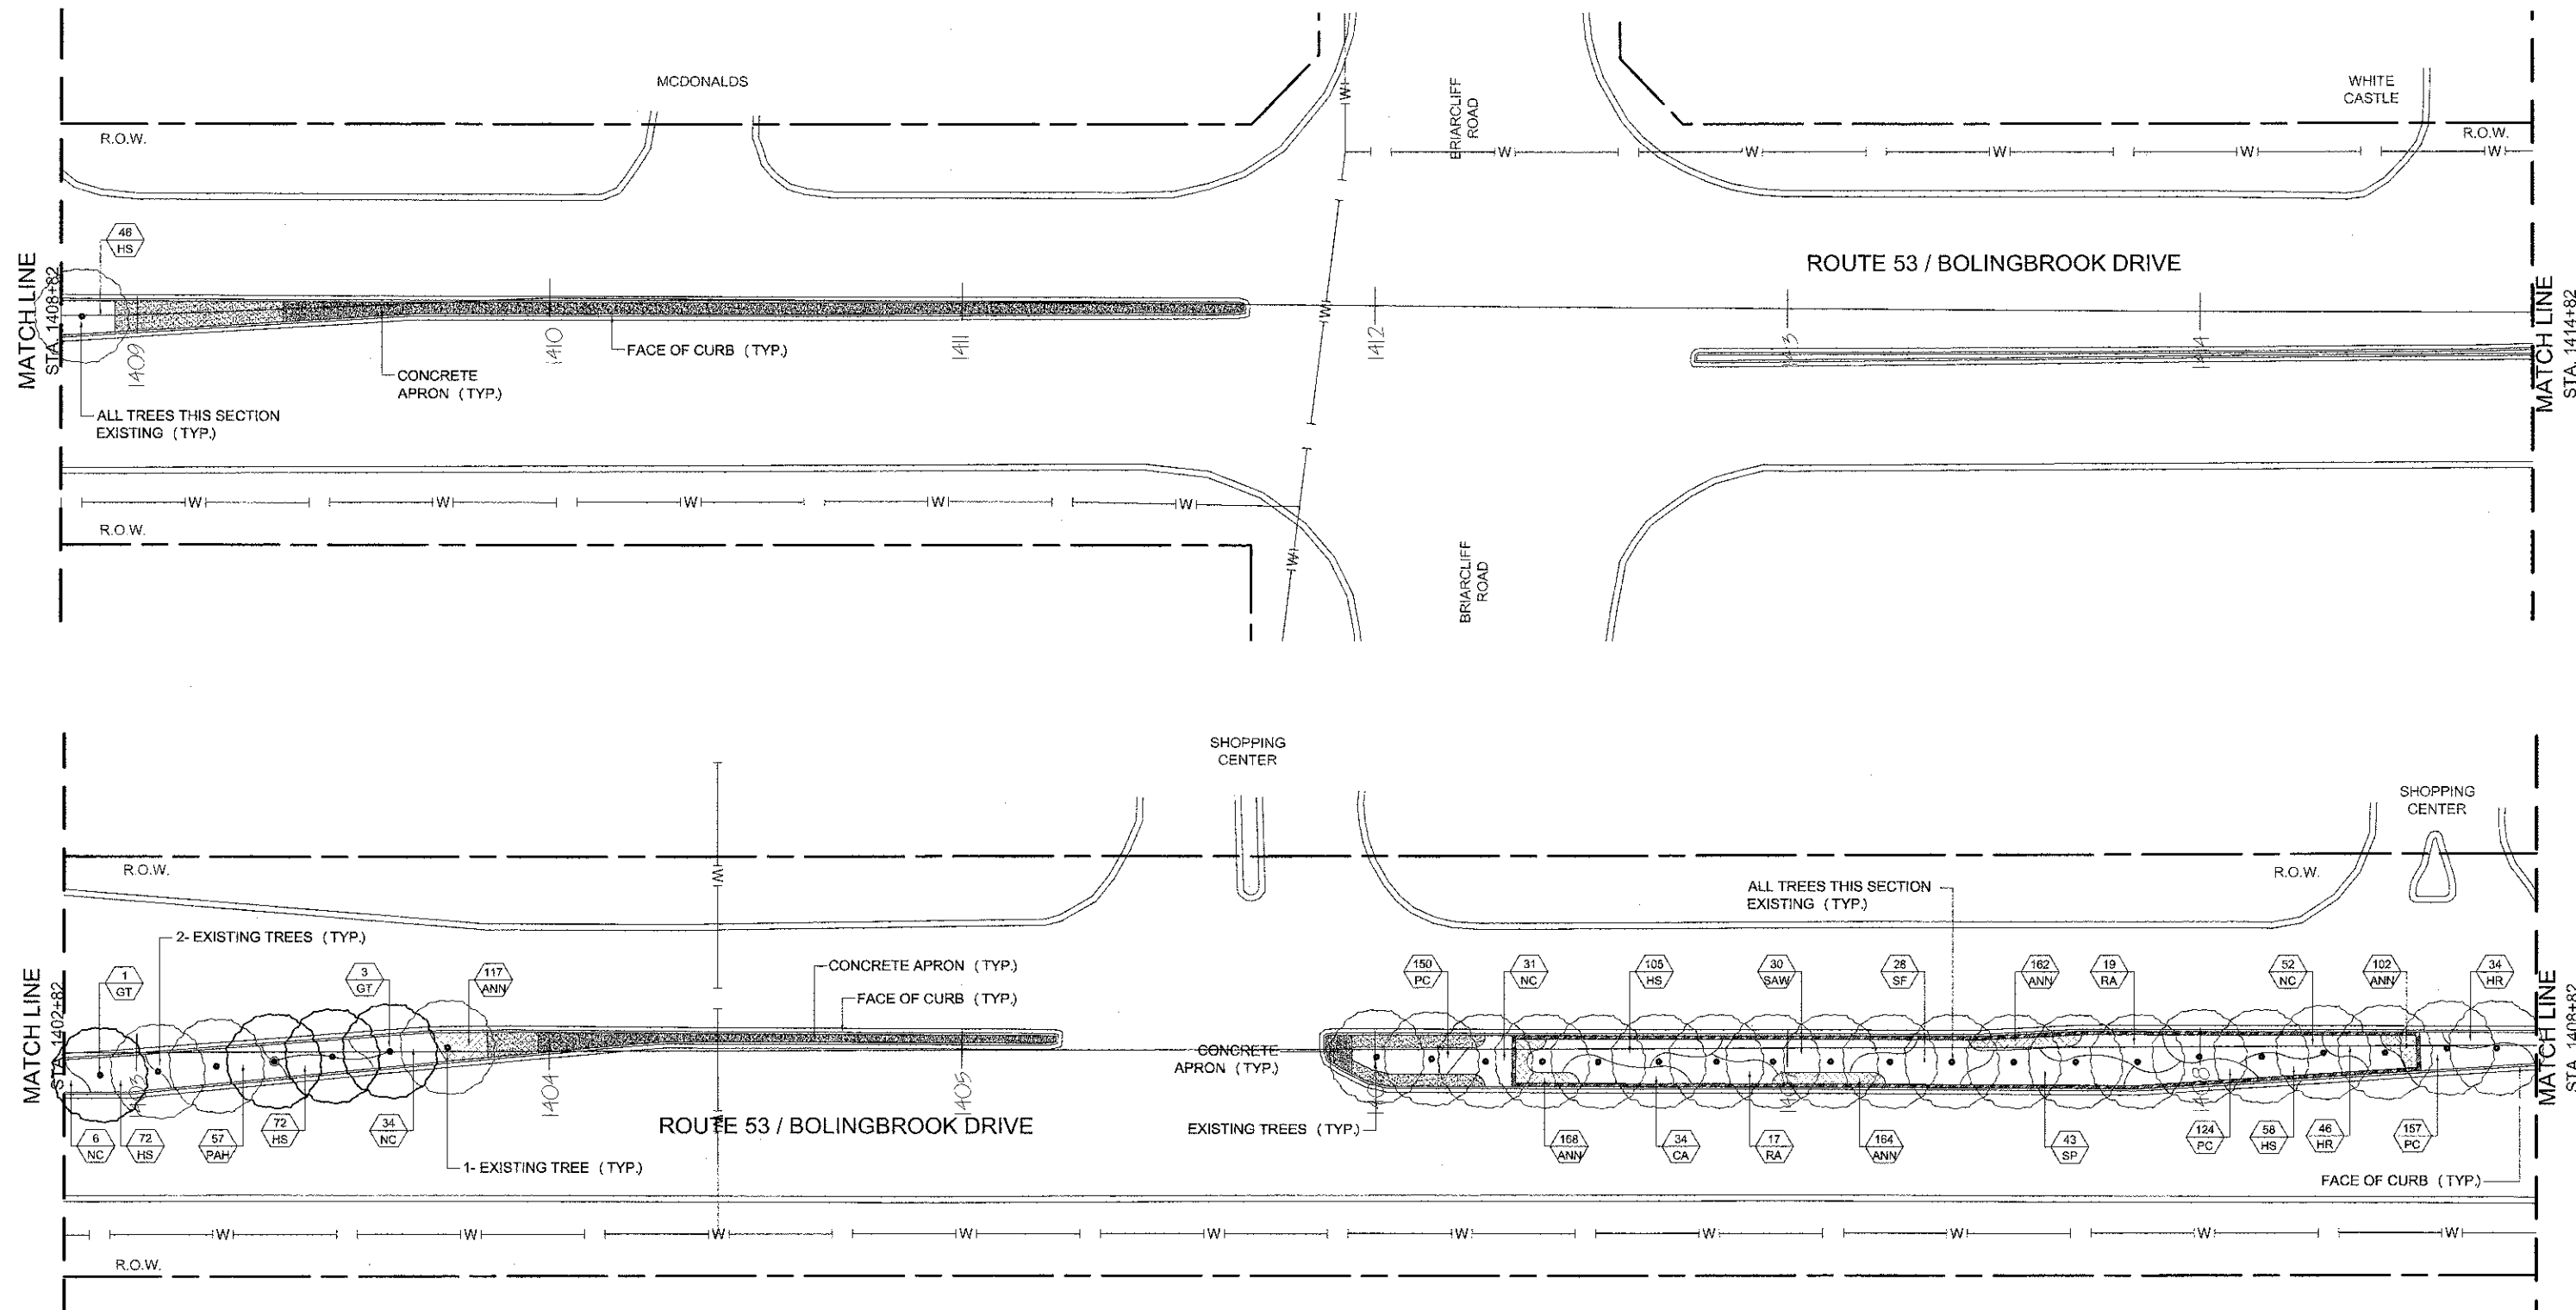 MCDONALDS
BRIARCLIFF
ROAD
WHITE
CASTLE
R.O.W.
R.O.W.
W
W
W
W
W
W
46
HS
ROUTE 53 / BOLINGBROOK DRIVE
MATCH LINE
STA. 1408+82
MATCH LINE
STA. 1414+82
W
1409
1410
1411
1412
1413
1414
FACE OF CURB (TYP.)
CONCRETE
APRON (TYP.)
ALL TREES THIS SECTION
EXISTING (TYP.)
W
W
W
W
W
R.O.W.
W
BRIARCLIFF
ROAD
SHOPPING
CENTER
SHOPPING
CENTER
R.O.W.
W
R.O.W.
ALL TREES THIS SECTION
EXISTING (TYP.)
2- EXISTING TREES (TYP.)
1
GT
3
GT
117
ANN
CONCRETE APRON (TYP.)
FACE OF CURB (TYP.)
150
PC
31
NC
105
HS
30
SAW
28
SF
162
ANN
19
RA
52
NC
102
ANN
34
HR
MATCH LINE
STA. 1402+82
MATCH LINE
STA. 1408+82
CONCRETE
APRON (TYP.)
1403
1404
1405
6
NC
72
HS
57
PAH
72
HS
34
NC
ROUTE 53 / BOLINGBROOK DRIVE
W
EXISTING TREES (TYP.)
168
ANN
34
CA
17
RA
164
ANN
43
SP
124
PC
58
HS
46
HR
157
PC
1- EXISTING TREE (TYP.)
FACE OF CURB (TYP.)
W
W
W
W
W
W
W
W
W
W
R.O.W.